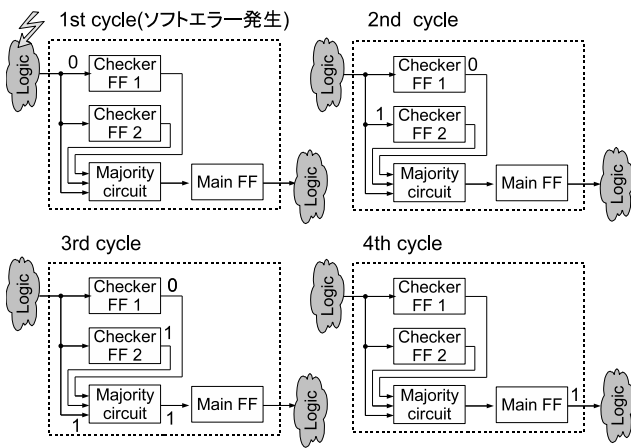 1st cycle(ソフトエラー発生)
Logic
0
Checker
FF 1
Checker
FF 2
Majority
circuit
Main FF
Logic
2nd cycle
Logic
Checker
FF 1
0
1
Checker
FF 2
Majority
circuit
Main FF
Logic
3rd cycle
Logic
Checker
FF 1
0
Checker
FF 2
1
Majority
circuit
1
1
Main FF
Logic
4th cycle
Logic
Checker
FF 1
Checker
FF 2
Majority
circuit
Main FF
1
Logic